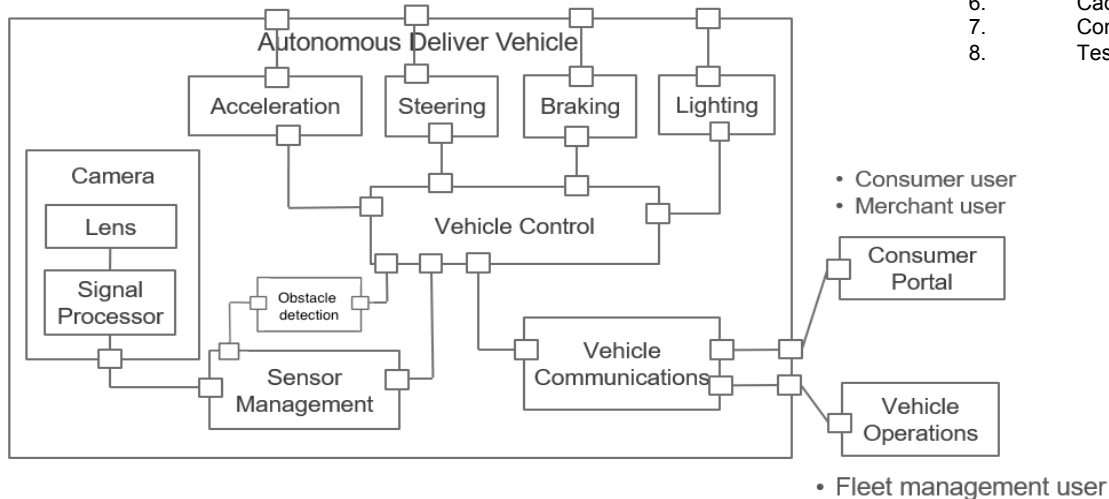 6.
7.
8.
Autonomous Deliver Vehicle
Acceleration
Steering
Braking
Lighting
Camera
Lens
Signal
Processor
Vehicle Control
Obstacle
detection
Sensor
Management
Vehicle
Communications
• Consumer user
• Merchant user
Consumer
Portal
Vehicle
Operations
• Fleet management user